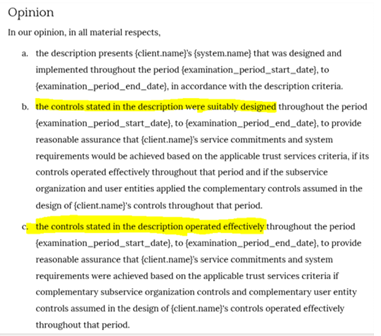 Opinion
In our opinion, in all material respects,
a. the description presents {client.name}'s {system.name} that was designed and
implemented throughout the period {examination_period_start_date}, to
{examination_period_end_date}, in accordance with the description criteria.
b. the controls stated in the description were suitably designed throughout the period
{examination_period_start_date}, to {examination_period_end_date}, to provide
reasonable assurance that {client.name}'s service commitments and system
requirements would be achieved based on the applicable trust services criteria, if its
controls operated effectively throughout that period and if the subservice
organization and user entities applied the complementary controls assumed in the
design of {client.name}'s controls throughout that period.
c. the controls stated in the description operated effectively throughout the period
{examination_period_start_date}, to {examination_period_end_date}, to provide
reasonable assurance that {client.name}'s service commitments and system
requirements were achieved based on the applicable trust services criteria if
complementary subservice organization controls and complementary user entity
controls assumed in the design of {client.name}'s controls operated effectively
throughout that period.